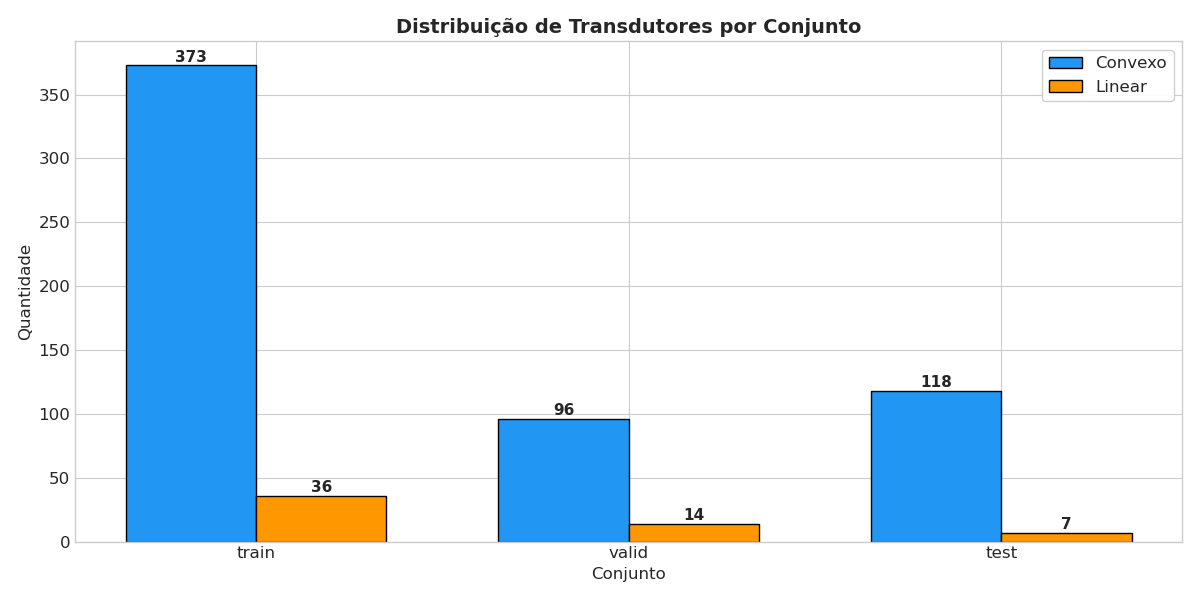 Distribuição de Transdutores por Conjunto
Convexo
Linear
Quantidade
350
300
250
200
150
100
50
0
373
36
96
14
118
7
train
valid
test
Conjunto